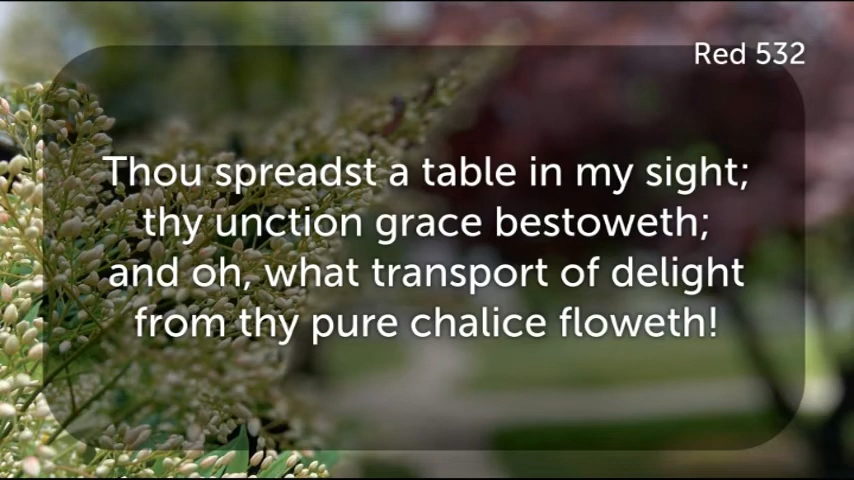 Red 532
Thou spreadst a table in my sight;
thy unction grace bestoweth;
and oh, what transport of delight
from thy pure chalice floweth!